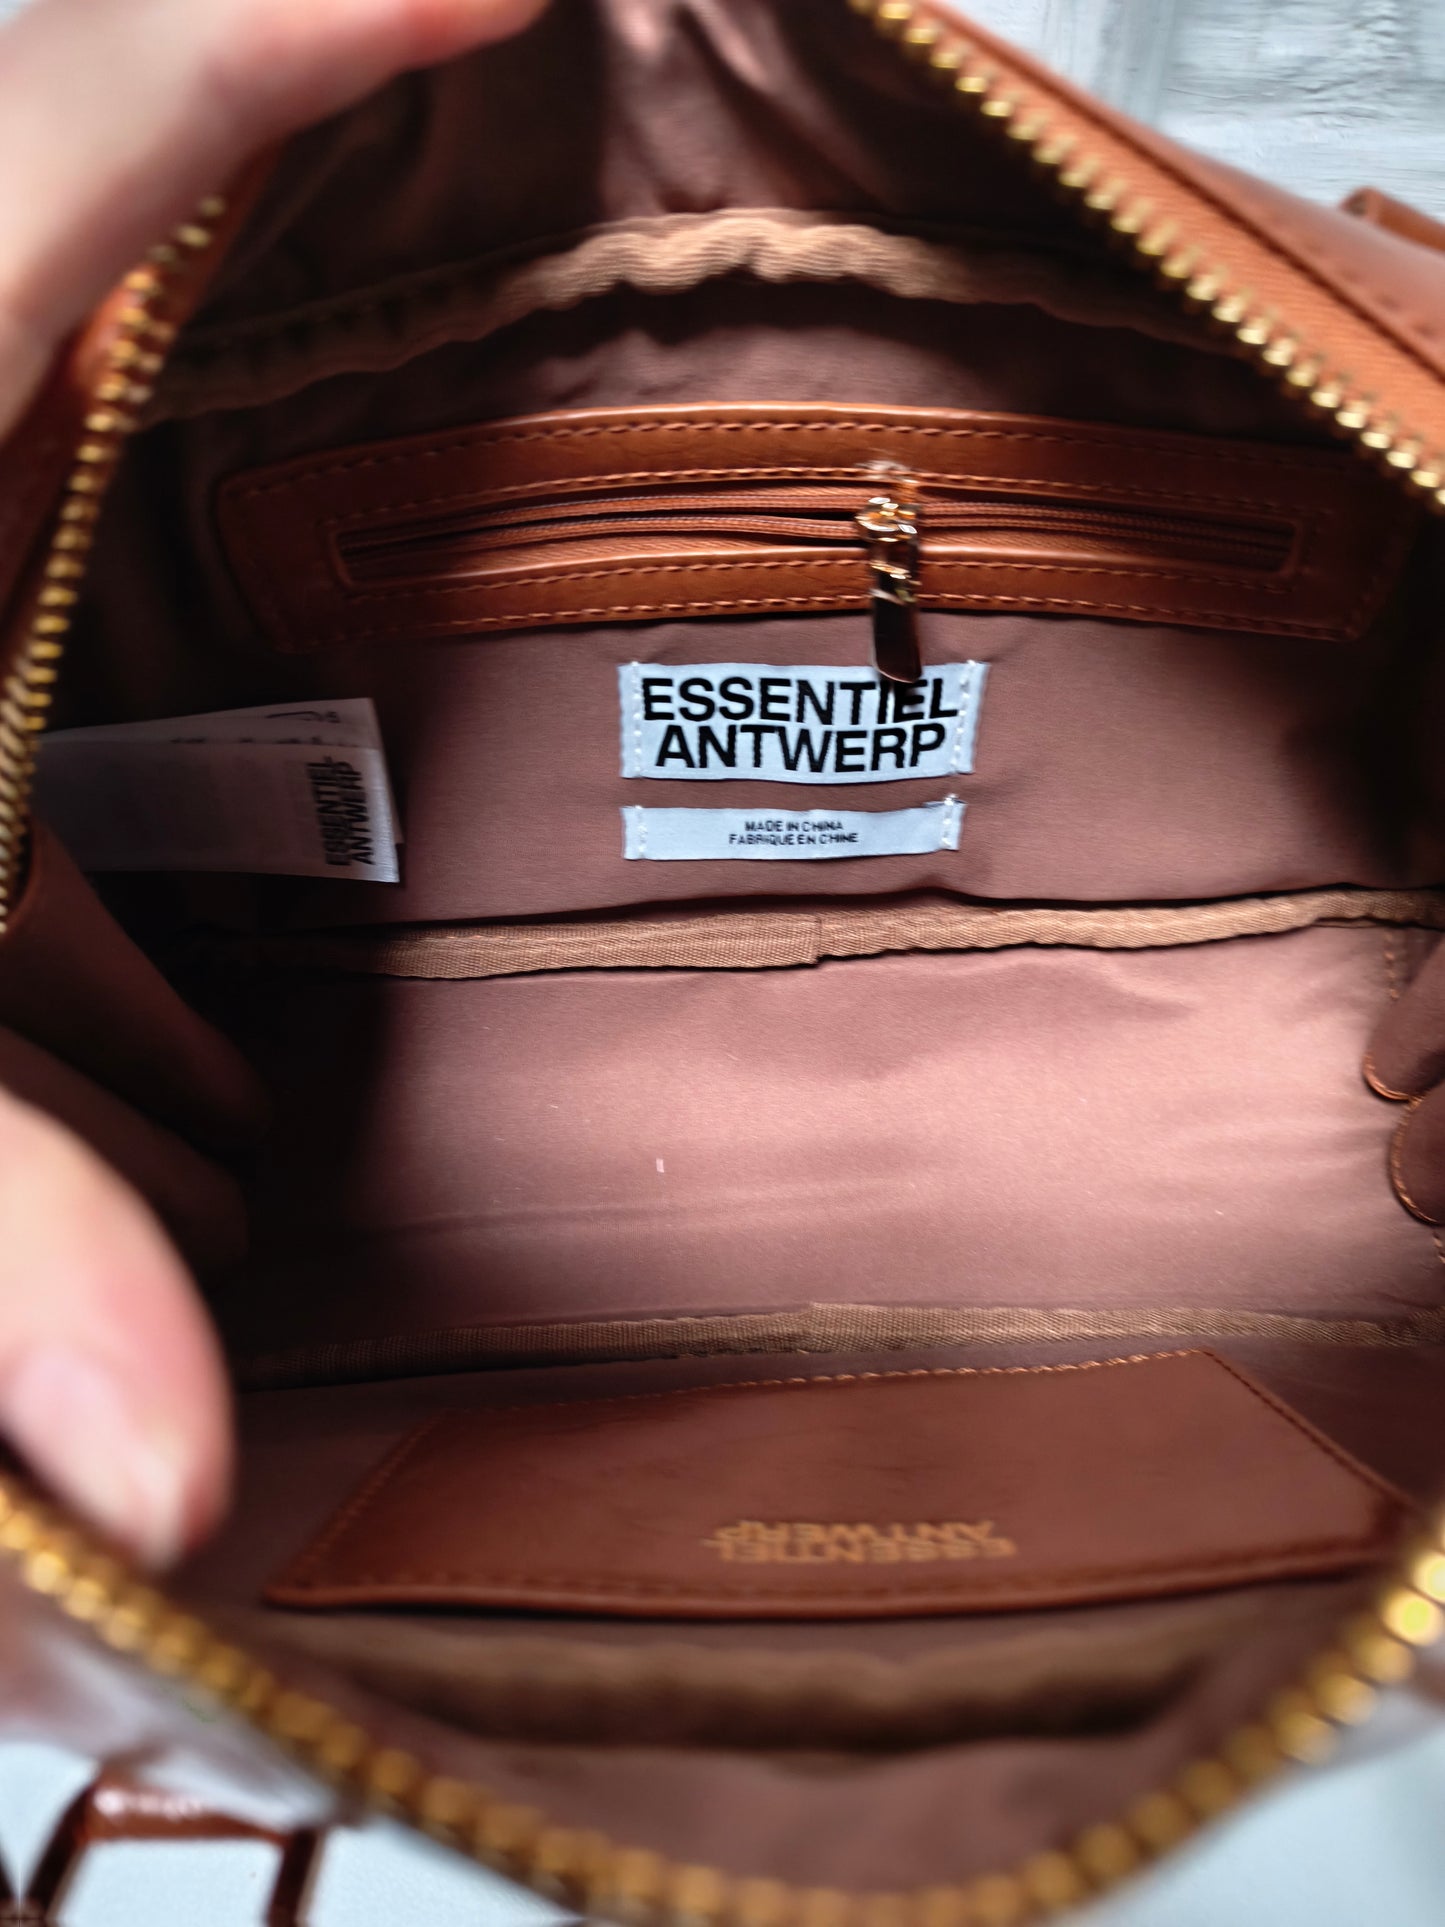 ESSENTIEL
ANTWERP
MADE IN CHINA
FABRIQUE EN CHINE
ESSENTIEL
ANTWERP
ESSENTIEL
ANTWERP